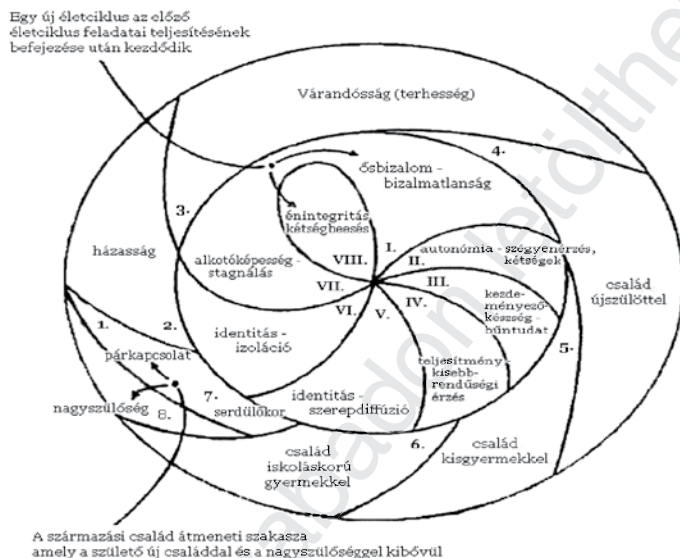 Egy új életciklus az előző
életciklus feladatai teljesítésének
befejezése után kezdődik
Várandósság (terhesség)
4.
ősbizalom -
bizalmatlanság
3.
énintegritás,
kétségbeesés
házasság
alkotóképesség -
stagnálás
VIII.
I.
autonómia - szégyenérzés,
kétségek
II.
VII.
III.
család
újszülöttel
VI.
V.
IV.
kezde-
ményező-
készség -
bűntudat
1.
2.
identitás -
izoláció
5.
párkapcsolat
teljesítmény -
kisebb-
rendűségi
érzés
nagyszülőség
8.
7.
serdülőkor
identitás -
szerepdiffúzió
6.
család
iskoláskorú
gyermekkel
család
kisgyermekkel
A származási család átmeneti szakasza
amely a születő új családdal és a nagyszülőséggel kibővül
abadon letölthe